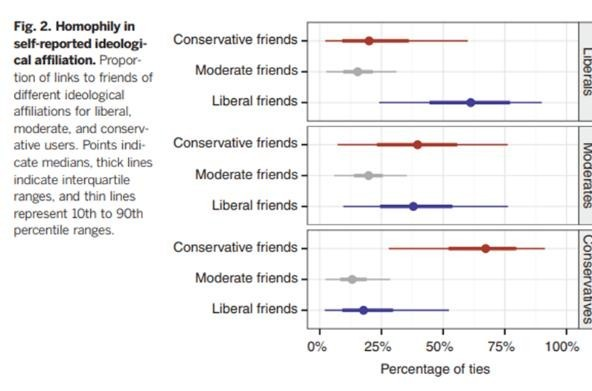 Fig. 2. Homophily in
self-reported ideologi-
cal affiliation. Propor-
tion of links to friends of
different ideological
affiliations for liberal,
moderate, and conserv-
ative users. Points indi-
cate medians, thick lines
indicate interquartile
ranges, and thin lines
represent 10th to 90th
percentile ranges.
Conservative friends
Moderate friends
Liberal friends
Liberals
Conservative friends
Moderate friends
Liberal friends
Moderates
Conservative friends
Moderate friends
Liberal friends
Conservatives
0% 25% 50% 75% 100%
Percentage of ties